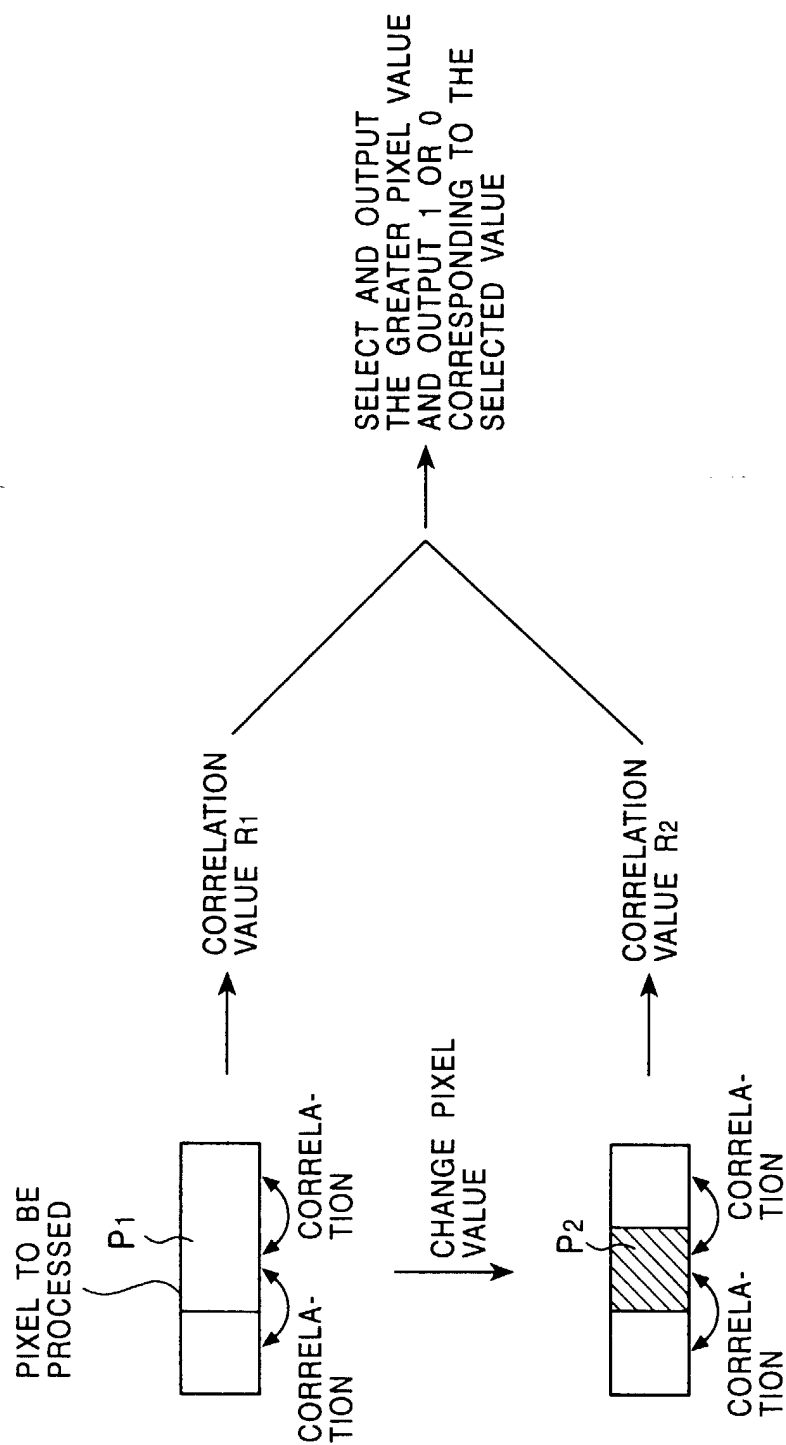 PIXEL TO BE
PROCESSED
P1
CORRELA-
TION
CORRELA-
TION
CORRELATION
VALUE R1
CHANGE PIXEL
VALUE
P2
CORRELA-
TION
CORRELA-
TION
CORRELATION
VALUE R2
SELECT AND OUTPUT
THE GREATER PIXEL VALUE
AND OUTPUT 1 OR 0
CORRESPONDING TO THE
SELECTED VALUE